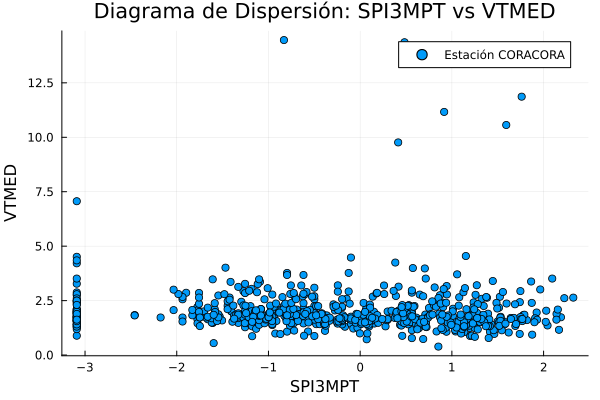 Diagrama de Dispersión: SPI3MPT vs VTMED
Estación CORACORA
12.5
10.0
7.5
5.0
2.5
0.0
VTMED
−3 −2 −1 0 1 2
SPI3MPT